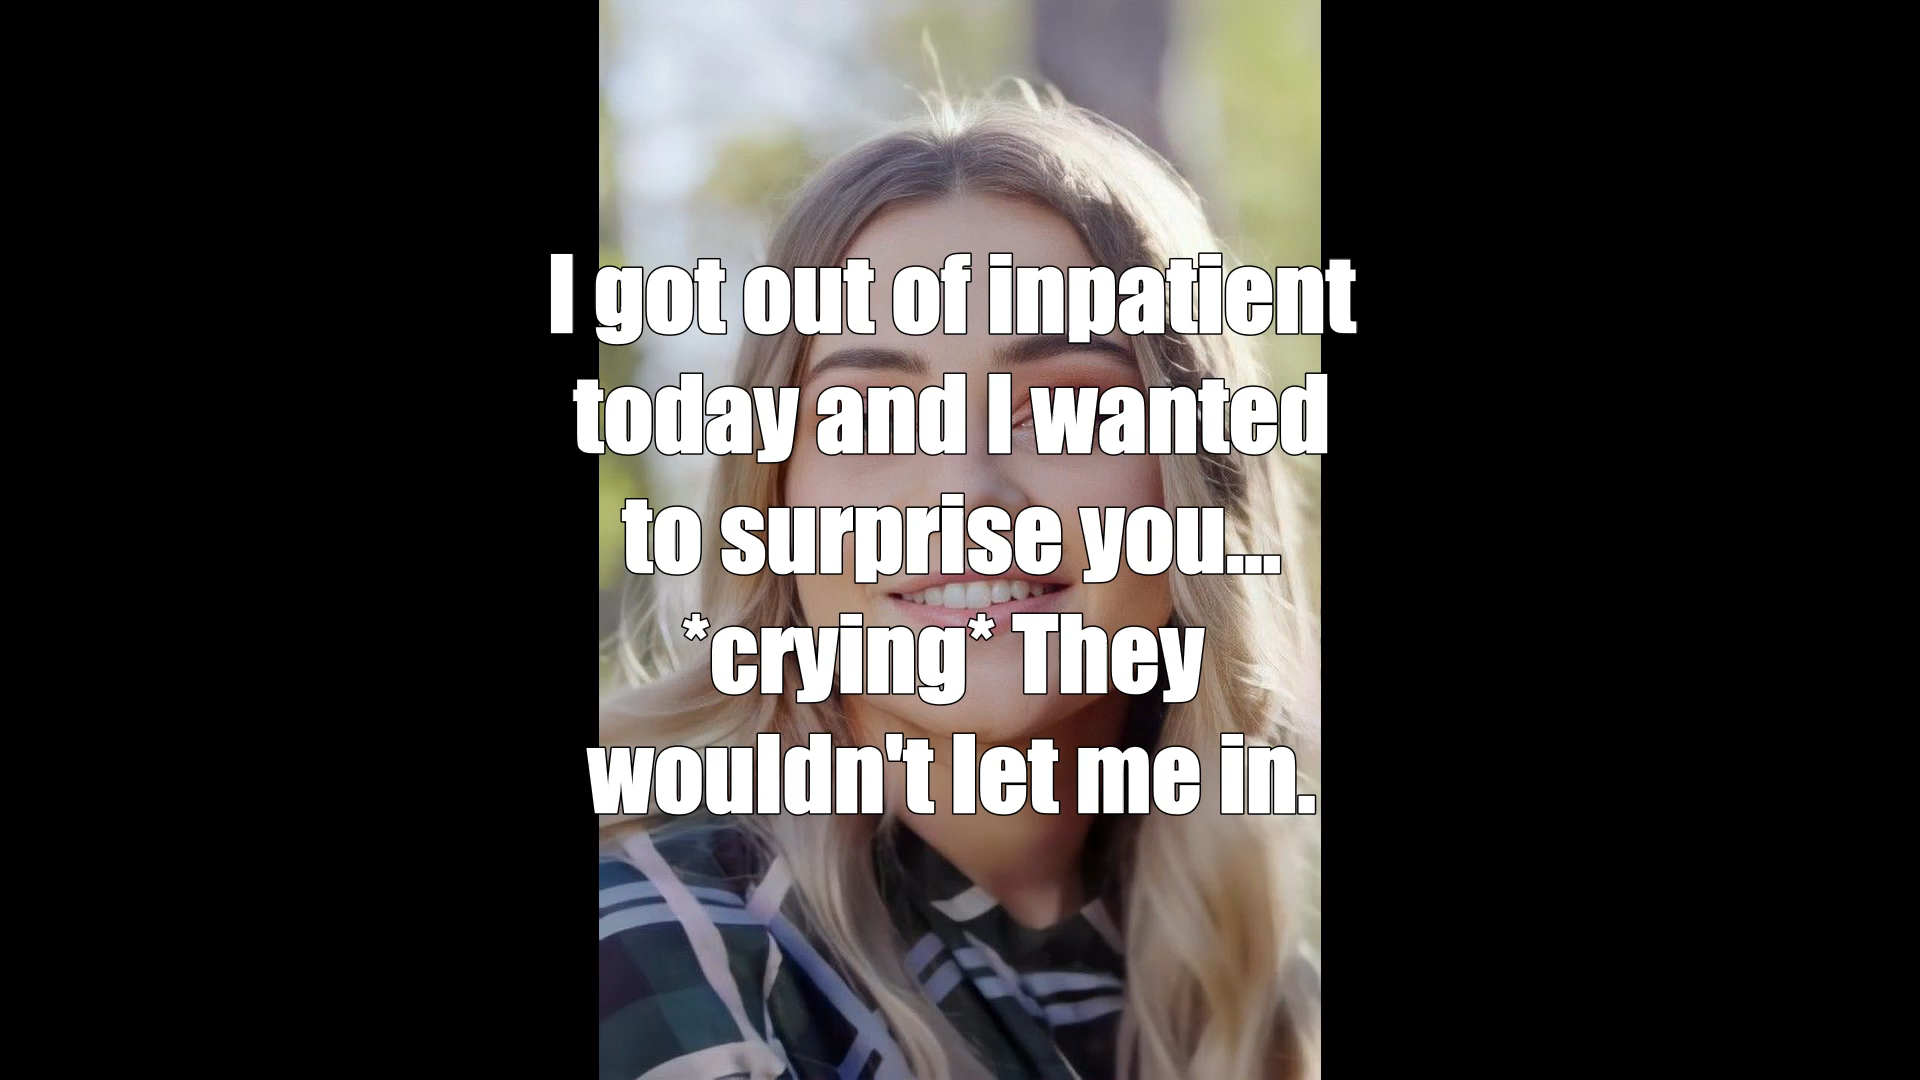 I got out of inpatient
today and I wanted
to surprise you...
*crying* They
wouldn't let me in.